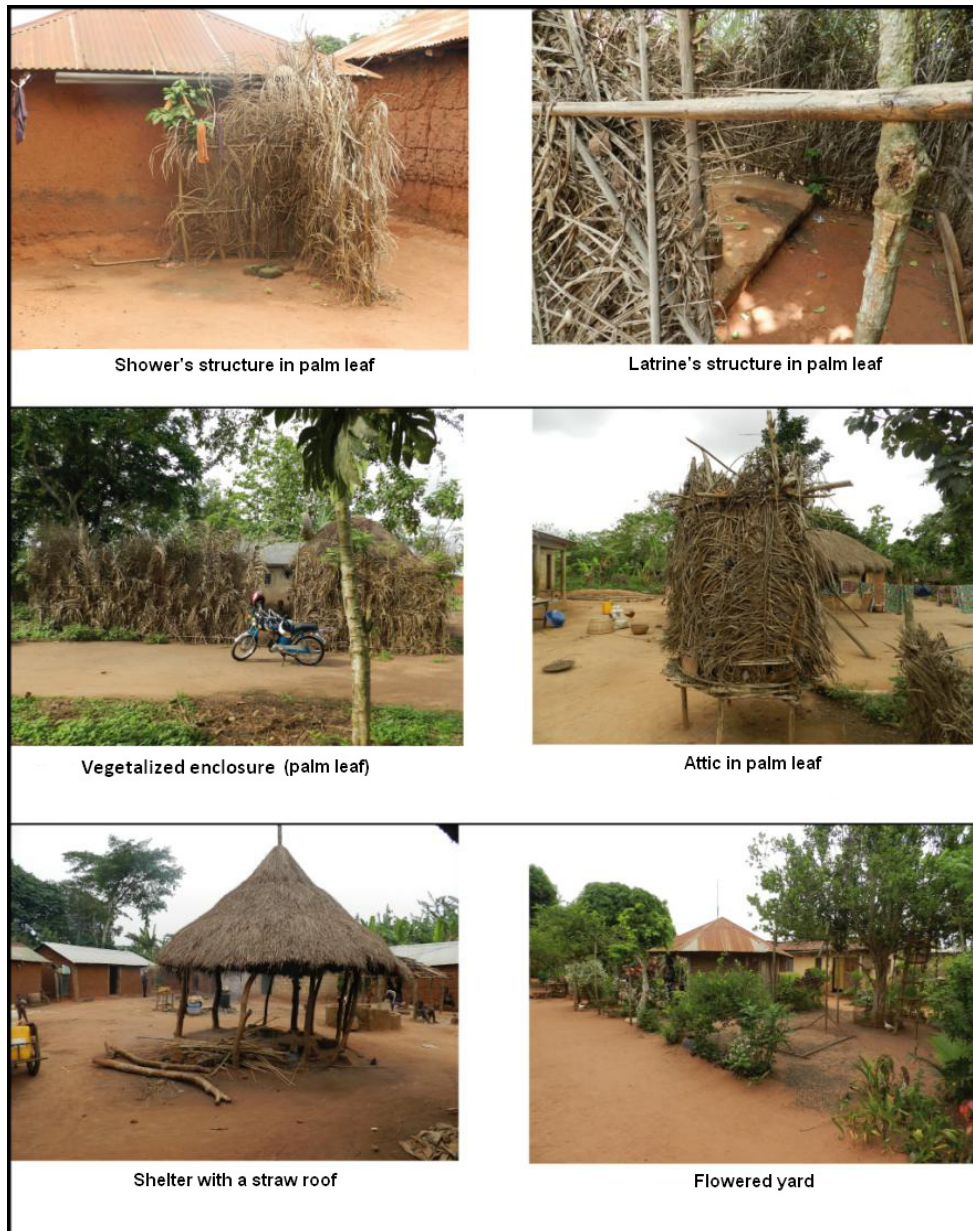 Shower's structure in palm leaf
Latrine's structure in palm leaf
Vegetalized enclosure (palm leaf)
Attic in palm leaf
Shelter with a straw roof
Flowered yard